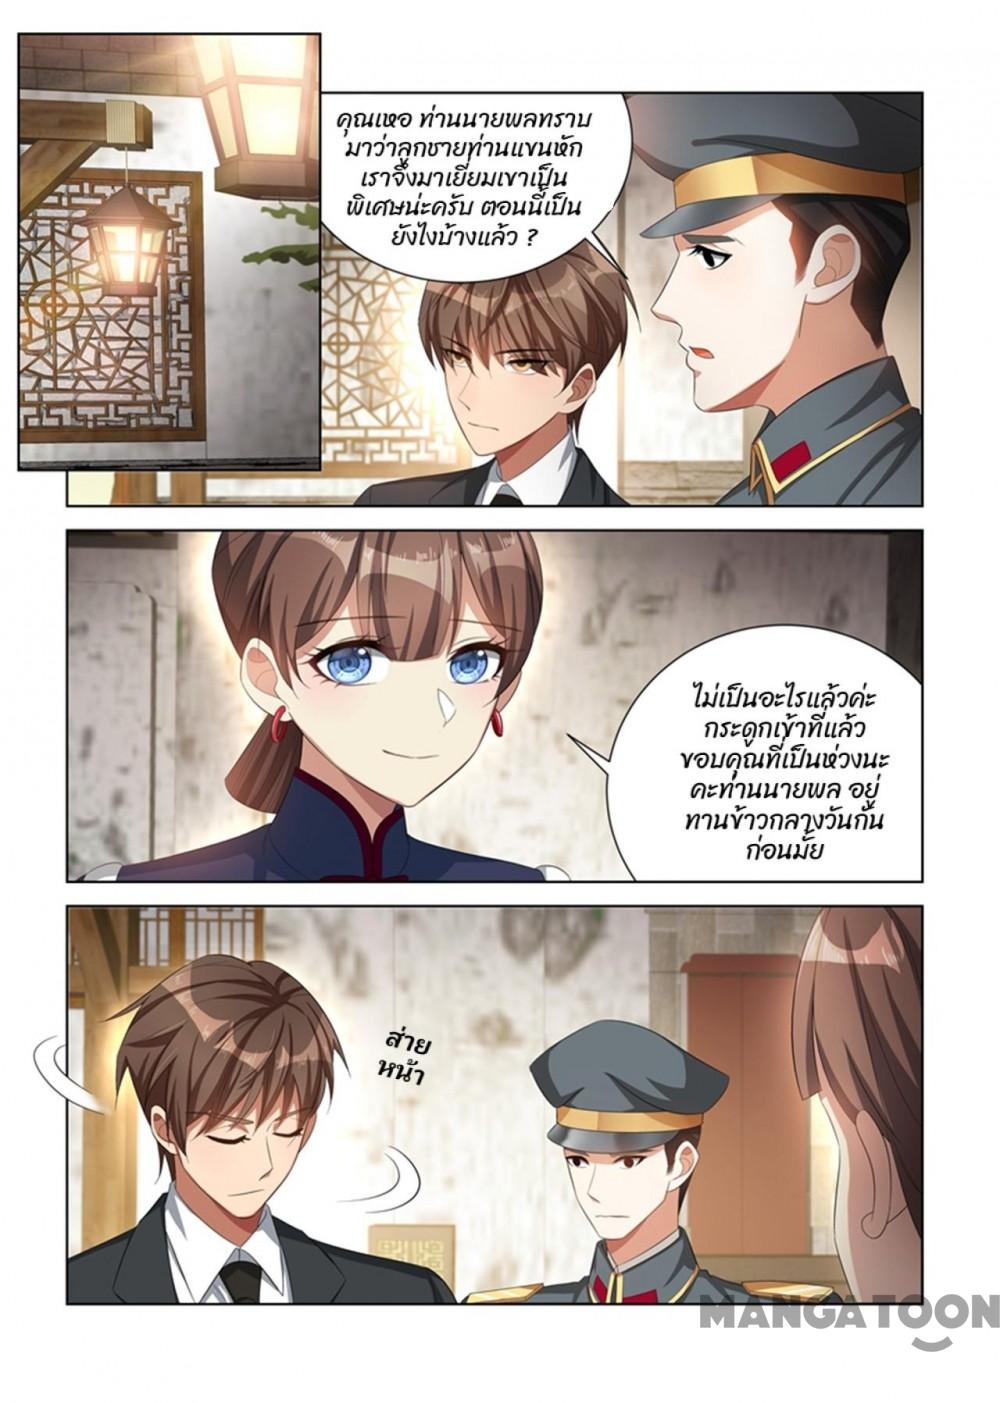 คุณเหอ ท่านนายพลทราบ
มาว่าลูกชายท่านแขนหัก
เราจึงมาเยี่ยมเขาเป็น
พิเศษน่ะครับ ตอนนี้เป็น
ยังไงบ้างแล้ว ?
ไม่เป็นอะไรแล้วค่ะ
กระดูกเข้าที่แล้ว
ขอบคุณที่เป็นห่วงนะ
คะท่านนายพล อยู่
ทานข้าวกลางวันกัน
ก่อนมั้ย
ส่าย
หน้า
MANGATOON